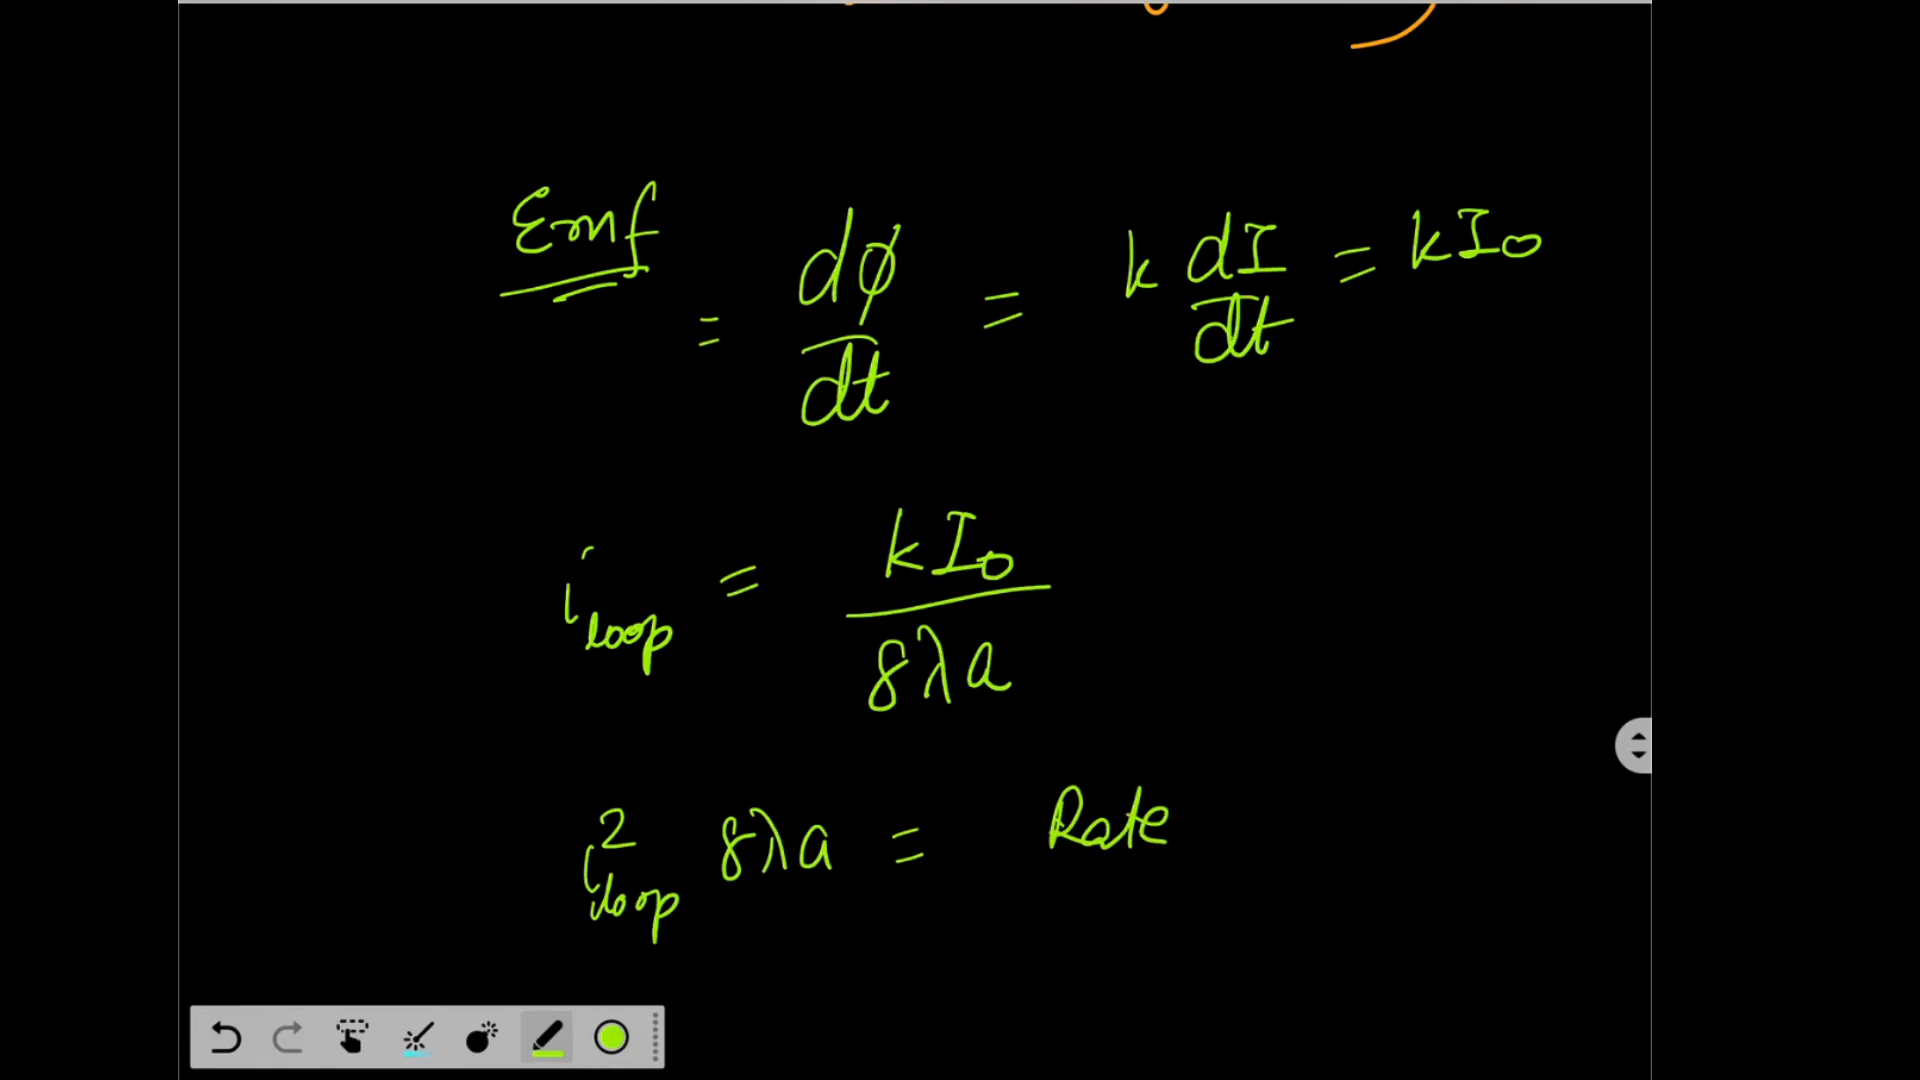 Emf = dφ/dt = k dI/dt = kI₀
i_loop = kI₀ / 8λa
i²_loop 8λa = Rate